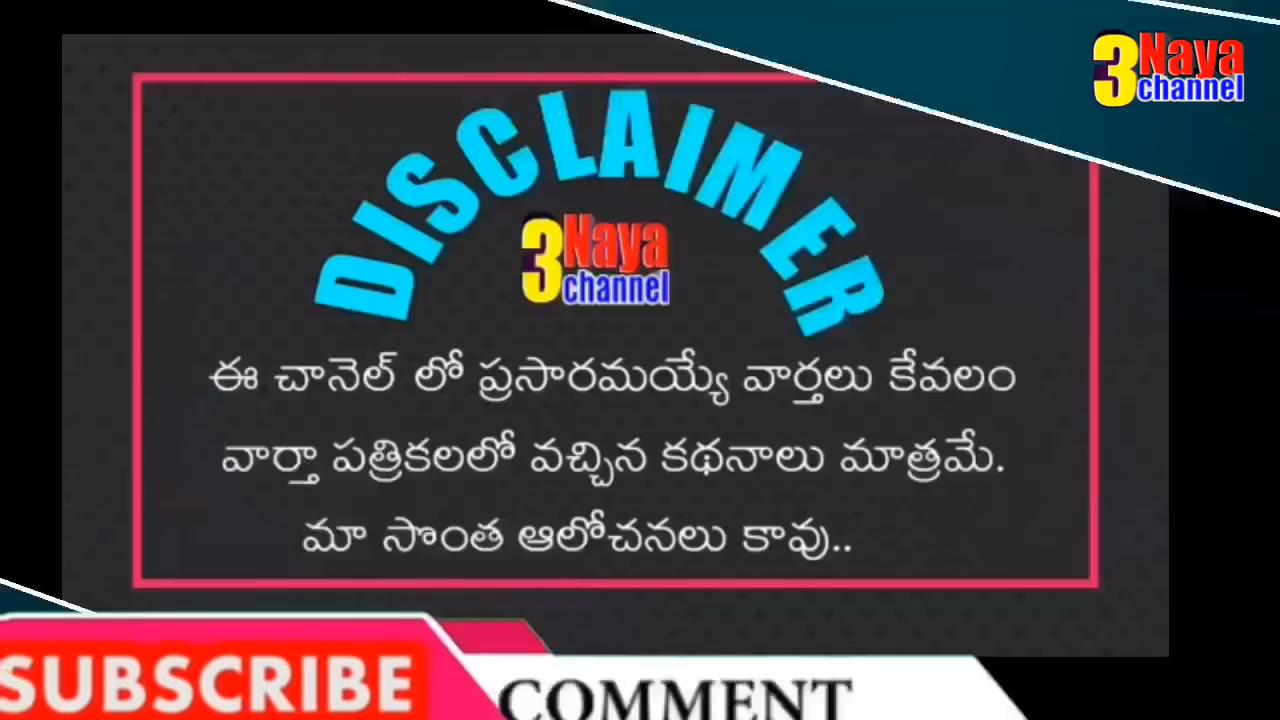 3 Naya
channel
DISCLAIMER
3 Naya
channel
ఈ చానెల్ లో ప్రసారమయ్యే వార్తలు కేవలం
వార్తా పత్రికలలో వచ్చిన కథనాలు మాత్రమే.
మా సొంత ఆలోచనలు కావు..
SUBSCRIBE
COMMENT